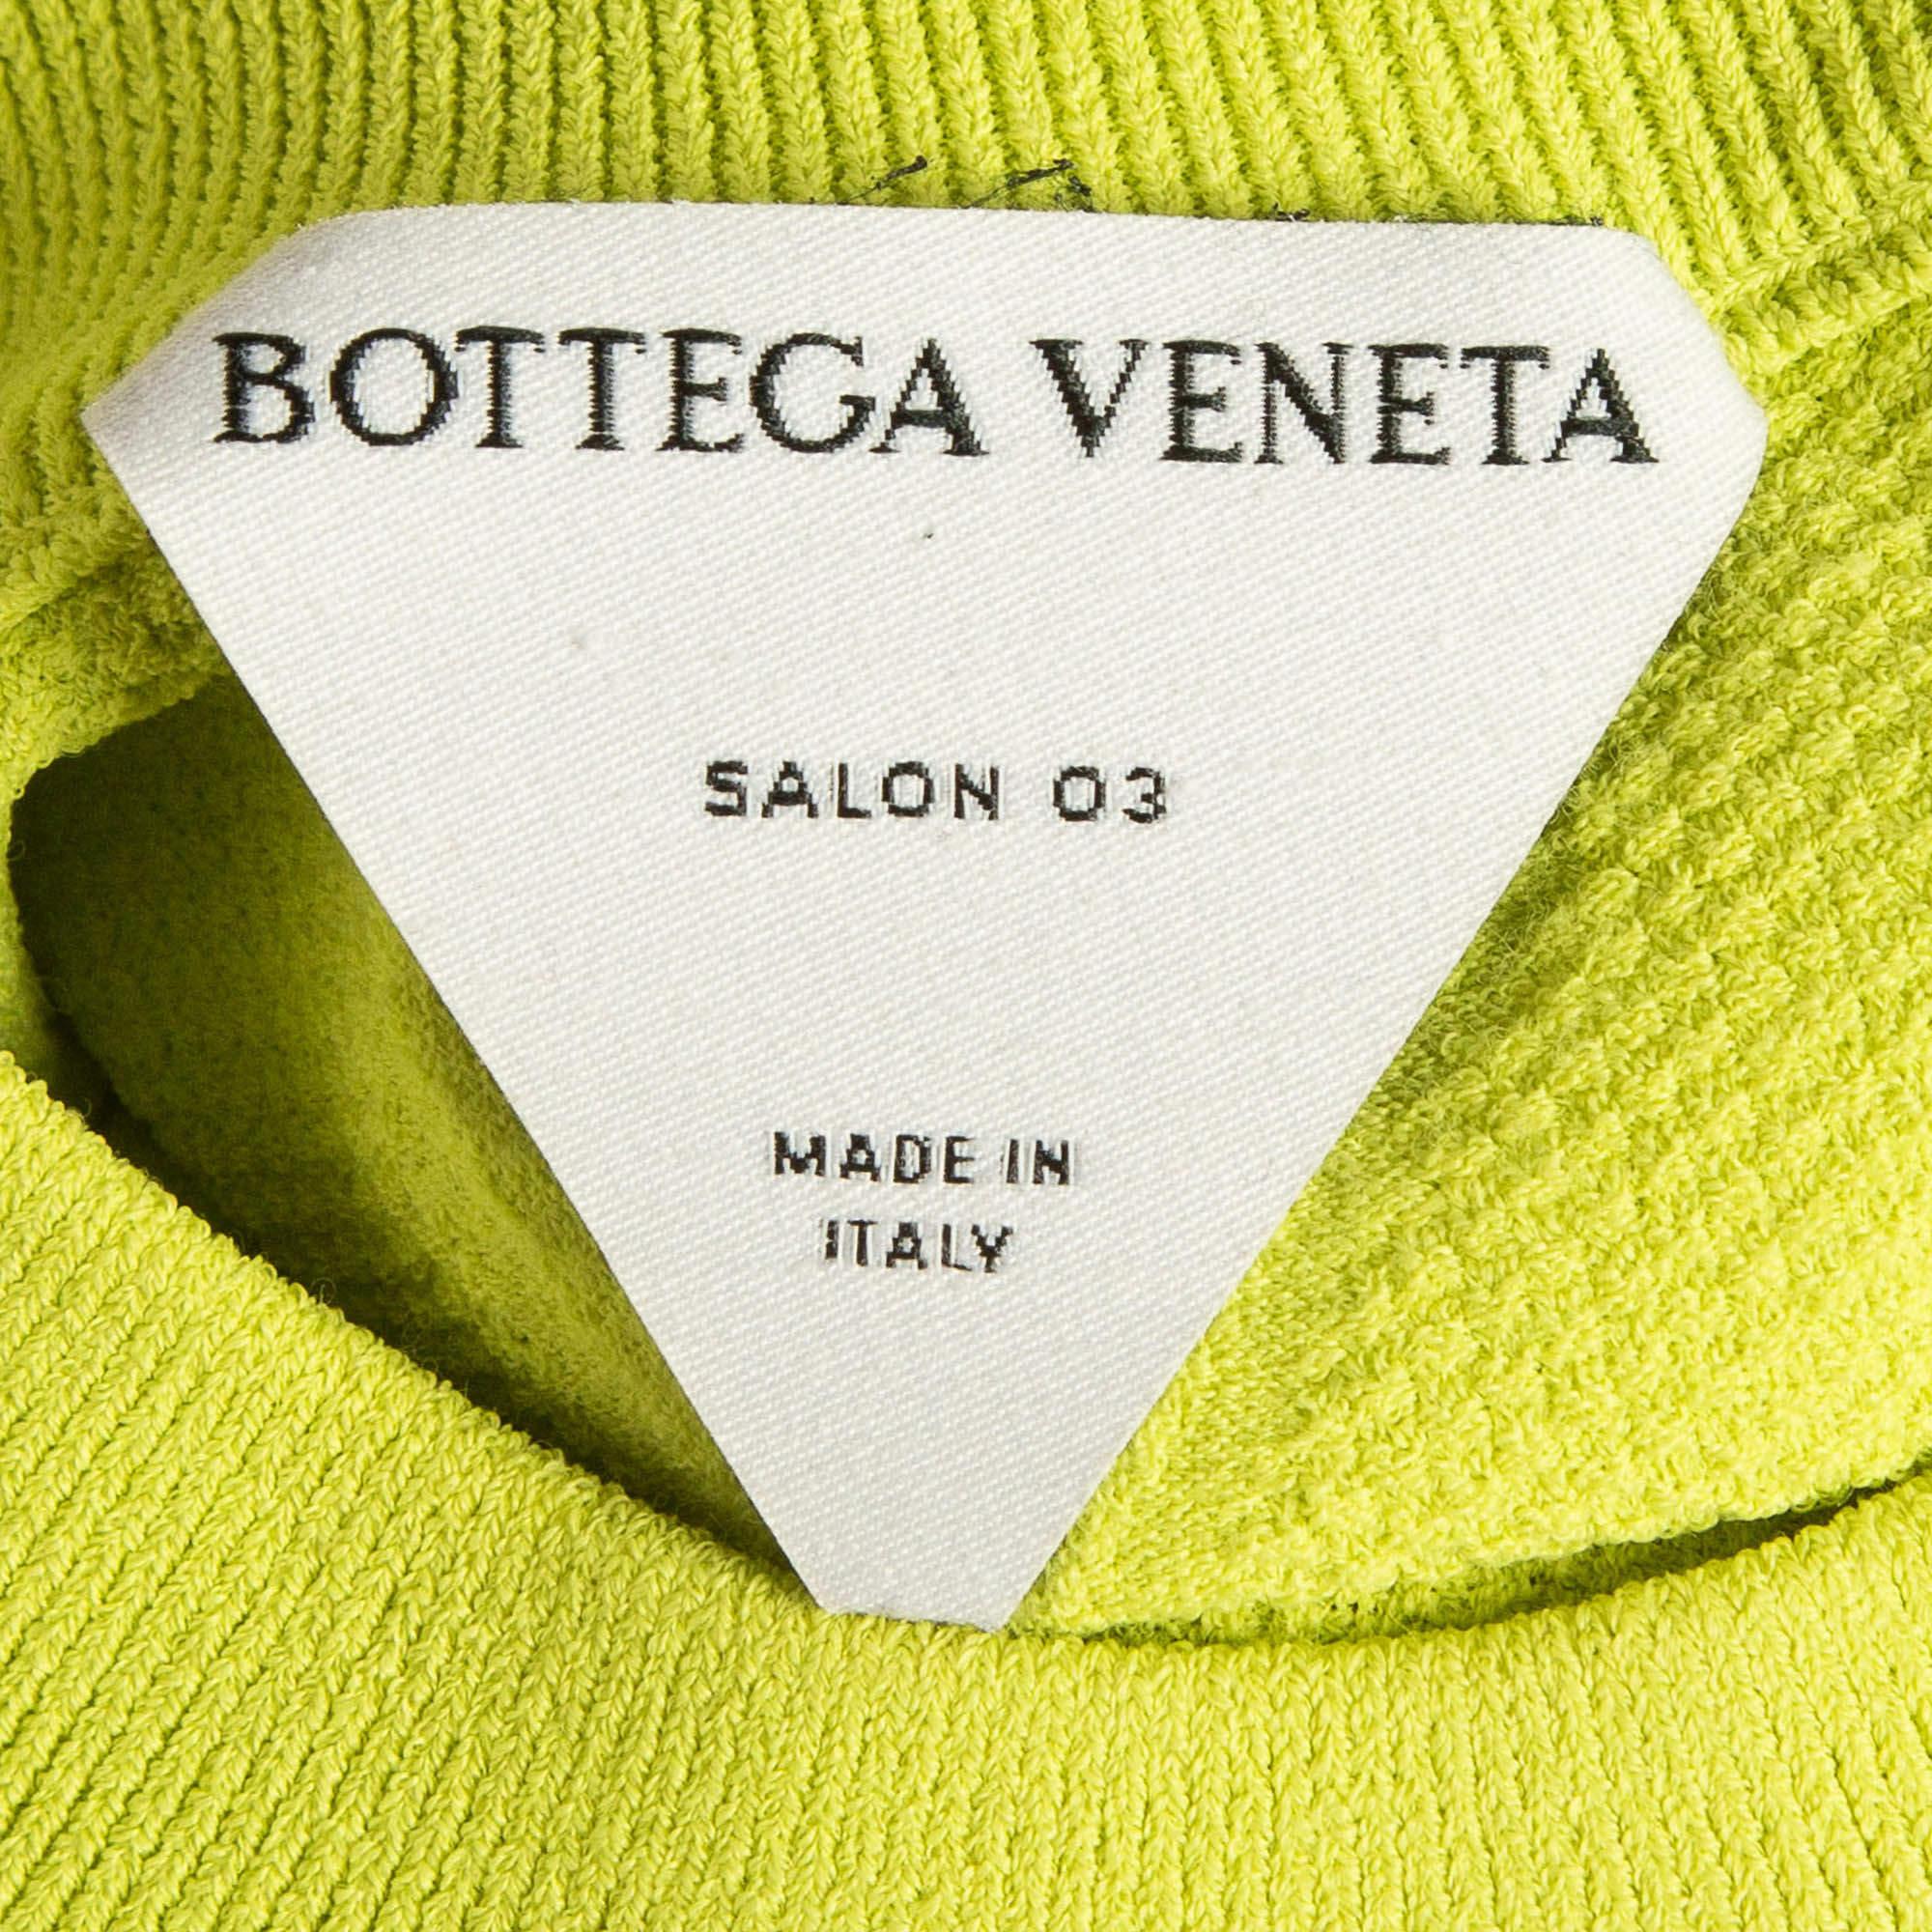 BOTTEGA VENETA
SALON 03
MADE IN
ITALY